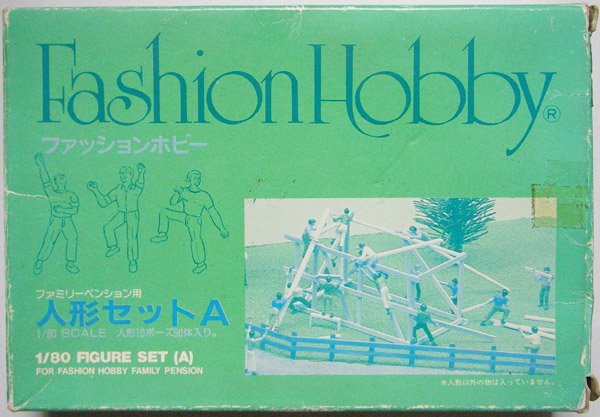 Fashion Hobby®
ファッションホビー
ファミリーペンション用
人形セットA
1/80 SCALE 人形10ポーズ50体入り。
1/80 FIGURE SET (A)
FOR FASHION HOBBY FAMILY PENSION
※人形以外の物は入っていません。